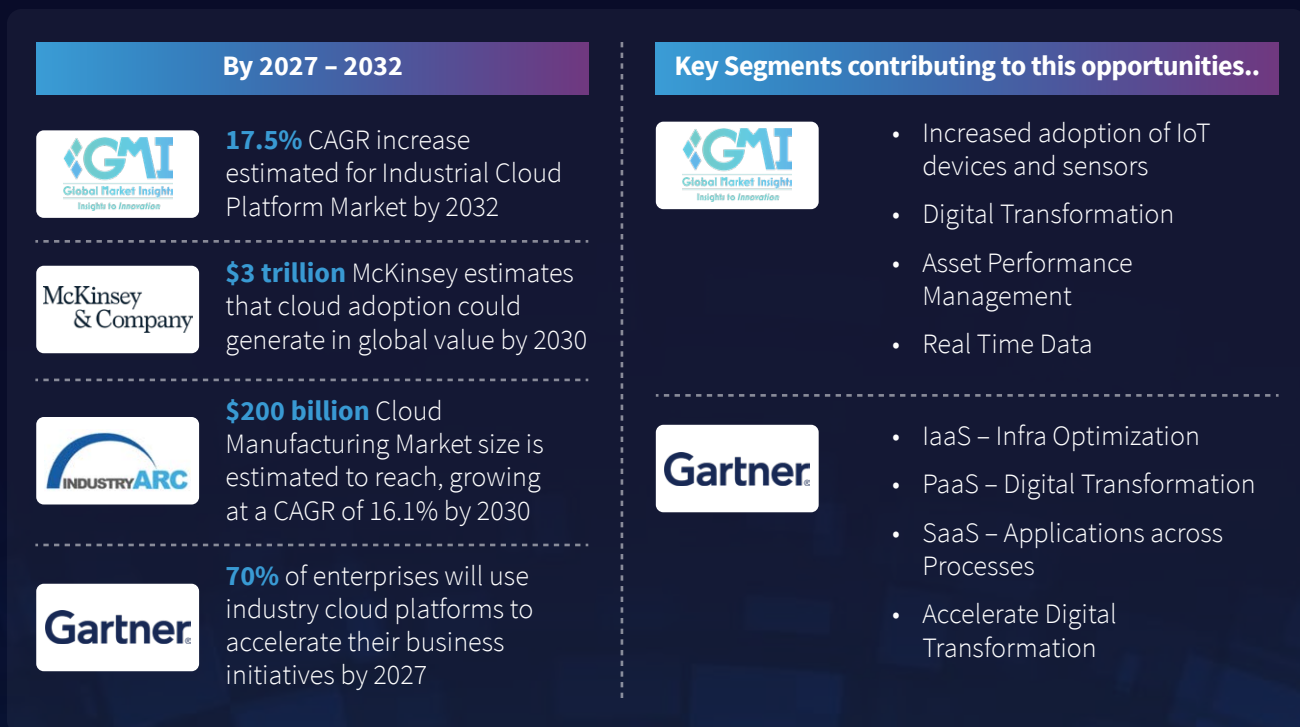 By 2027 – 2032
GMI
Global Market Insights
Insights to Innovation
17.5% CAGR increase
estimated for Industrial Cloud
Platform Market by 2032
McKinsey
& Company
$3 trillion McKinsey estimates
that cloud adoption could
generate in global value by 2030
INDUSTRYARC
$200 billion Cloud
Manufacturing Market size is
estimated to reach, growing
at a CAGR of 16.1% by 2030
Gartner®
70% of enterprises will use
industry cloud platforms to
accelerate their business
initiatives by 2027
Key Segments contributing to this opportunities..
GMI
Global Market Insights
Insights to Innovation
• Increased adoption of IoT
devices and sensors
• Digital Transformation
• Asset Performance
Management
• Real Time Data
Gartner®
• IaaS – Infra Optimization
• PaaS – Digital Transformation
• SaaS – Applications across
Processes
• Accelerate Digital
Transformation